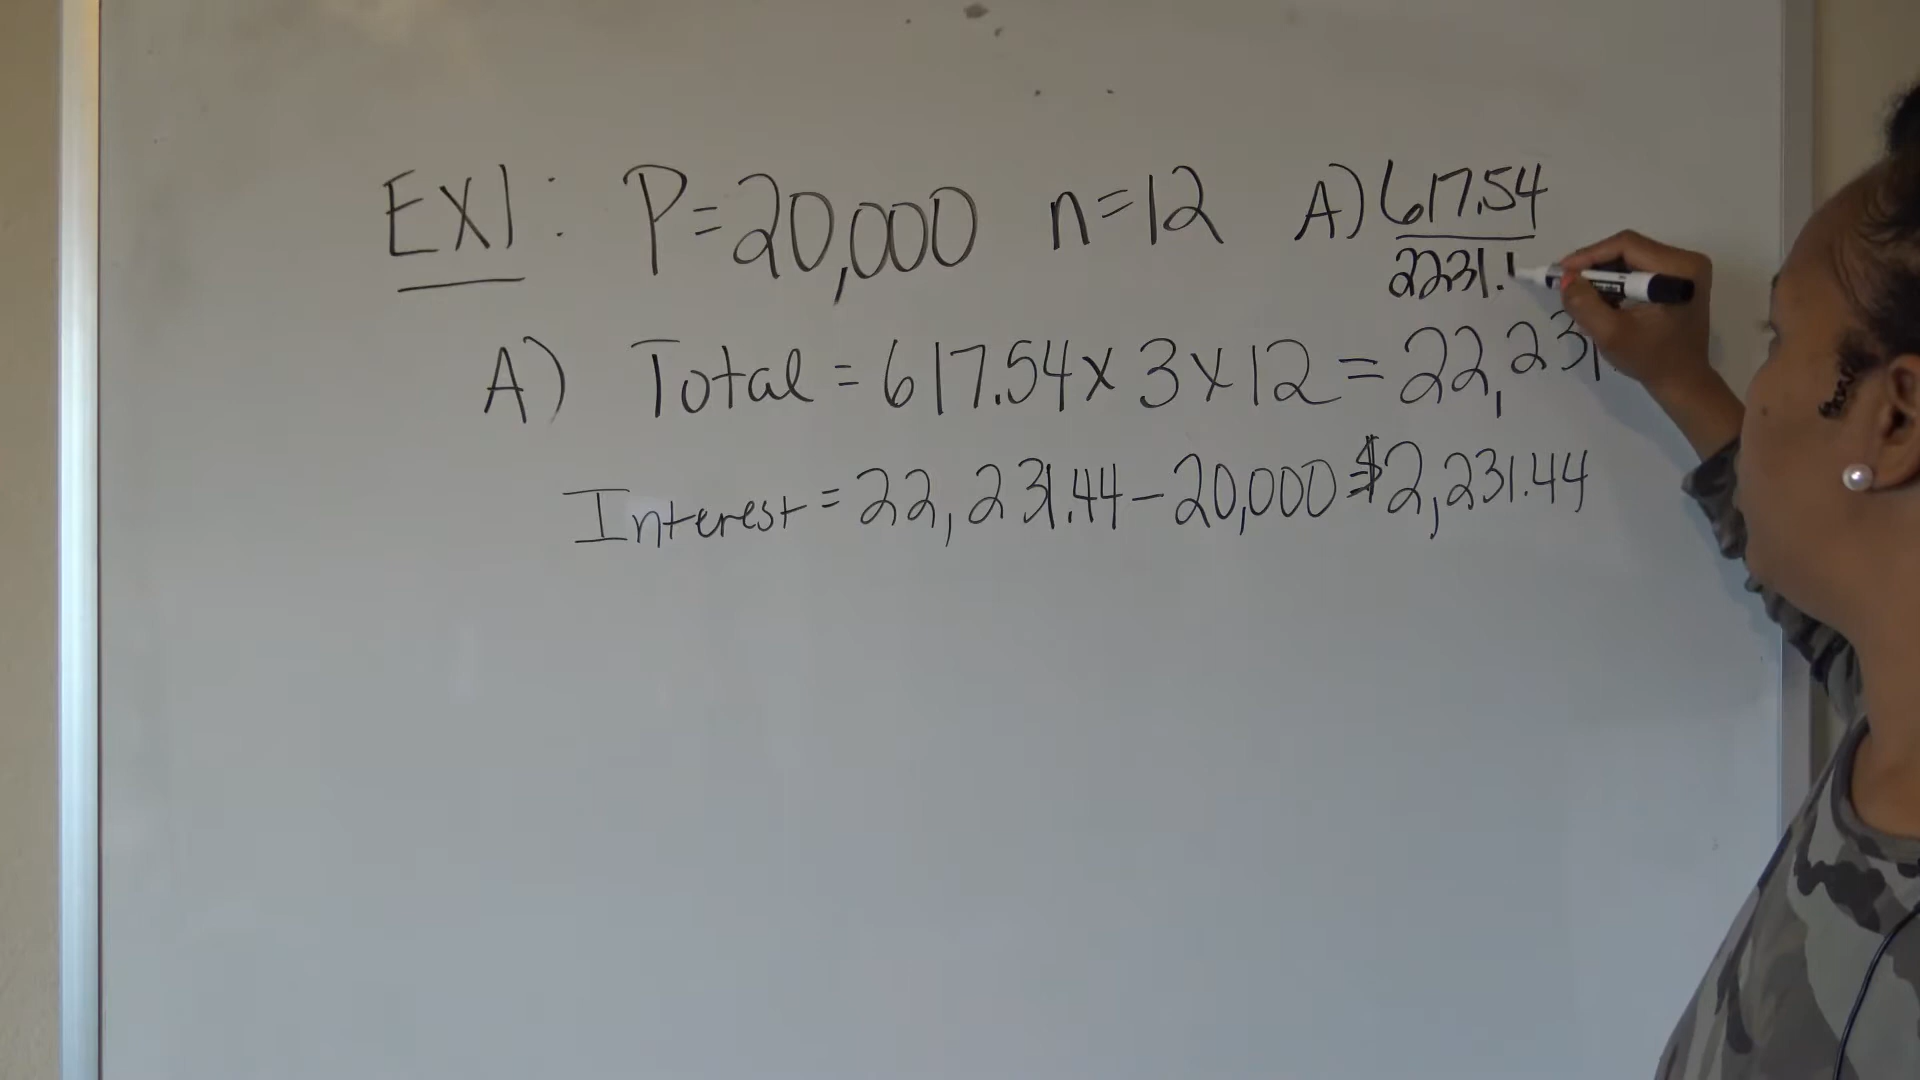 EX1: P=20,000 n=12 A) 617.54
2231.
A) Total = 617.54 x 3 x 12 = 22,231
Interest = 22,231.44 - 20,000 = $2,231.44